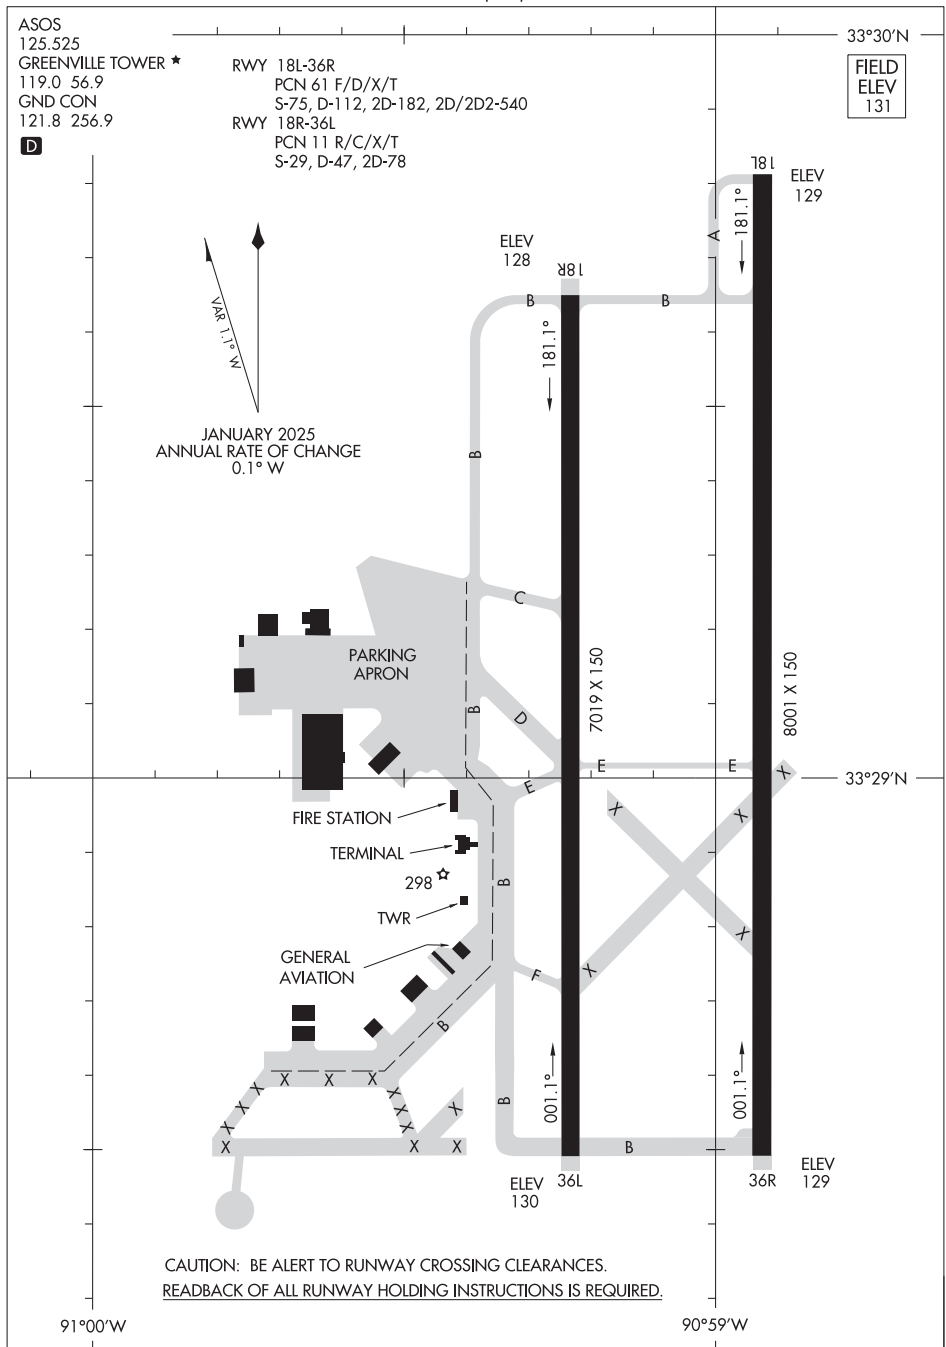 ASOS
125.525
GREENVILLE TOWER ★
119.0 56.9
GND CON
121.8 256.9
D
RWY 18L-36R
PCN 61 F/D/X/T
S-75, D-112, 2D-182, 2D/2D2-540
RWY 18R-36L
PCN 11 R/C/X/T
S-29, D-47, 2D-78
33°30'N
FIELD
ELEV
131
18L
ELEV
129
181.1°
A
ELEV
128
18R
B
B
181.1°
VAR 1.1° W
JANUARY 2025
ANNUAL RATE OF CHANGE
0.1° W
B
C
PARKING
APRON
7019 X 150
8001 X 150
B
D
E
E
E
X
33°29'N
FIRE STATION
X
X
TERMINAL
298
B
TWR
X
GENERAL
AVIATION
F
X
B
X
X
X
X
X
X
X
X
X
X
X
B
001.1°
001.1°
X
X
X
B
ELEV
130
36L
36R
ELEV
129
CAUTION: BE ALERT TO RUNWAY CROSSING CLEARANCES.
READBACK OF ALL RUNWAY HOLDING INSTRUCTIONS IS REQUIRED.
91°00'W
90°59'W